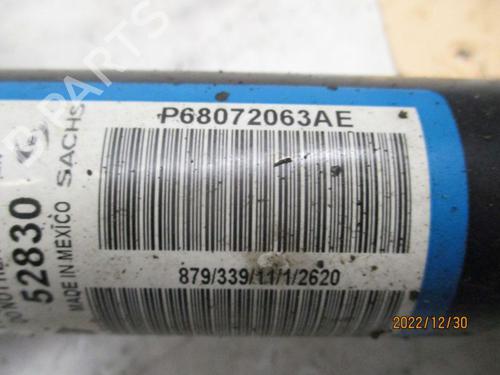 P68072063AE
879/339/11/1/2620
SACHS
52830
MADE IN MEXICO
2022/12/30